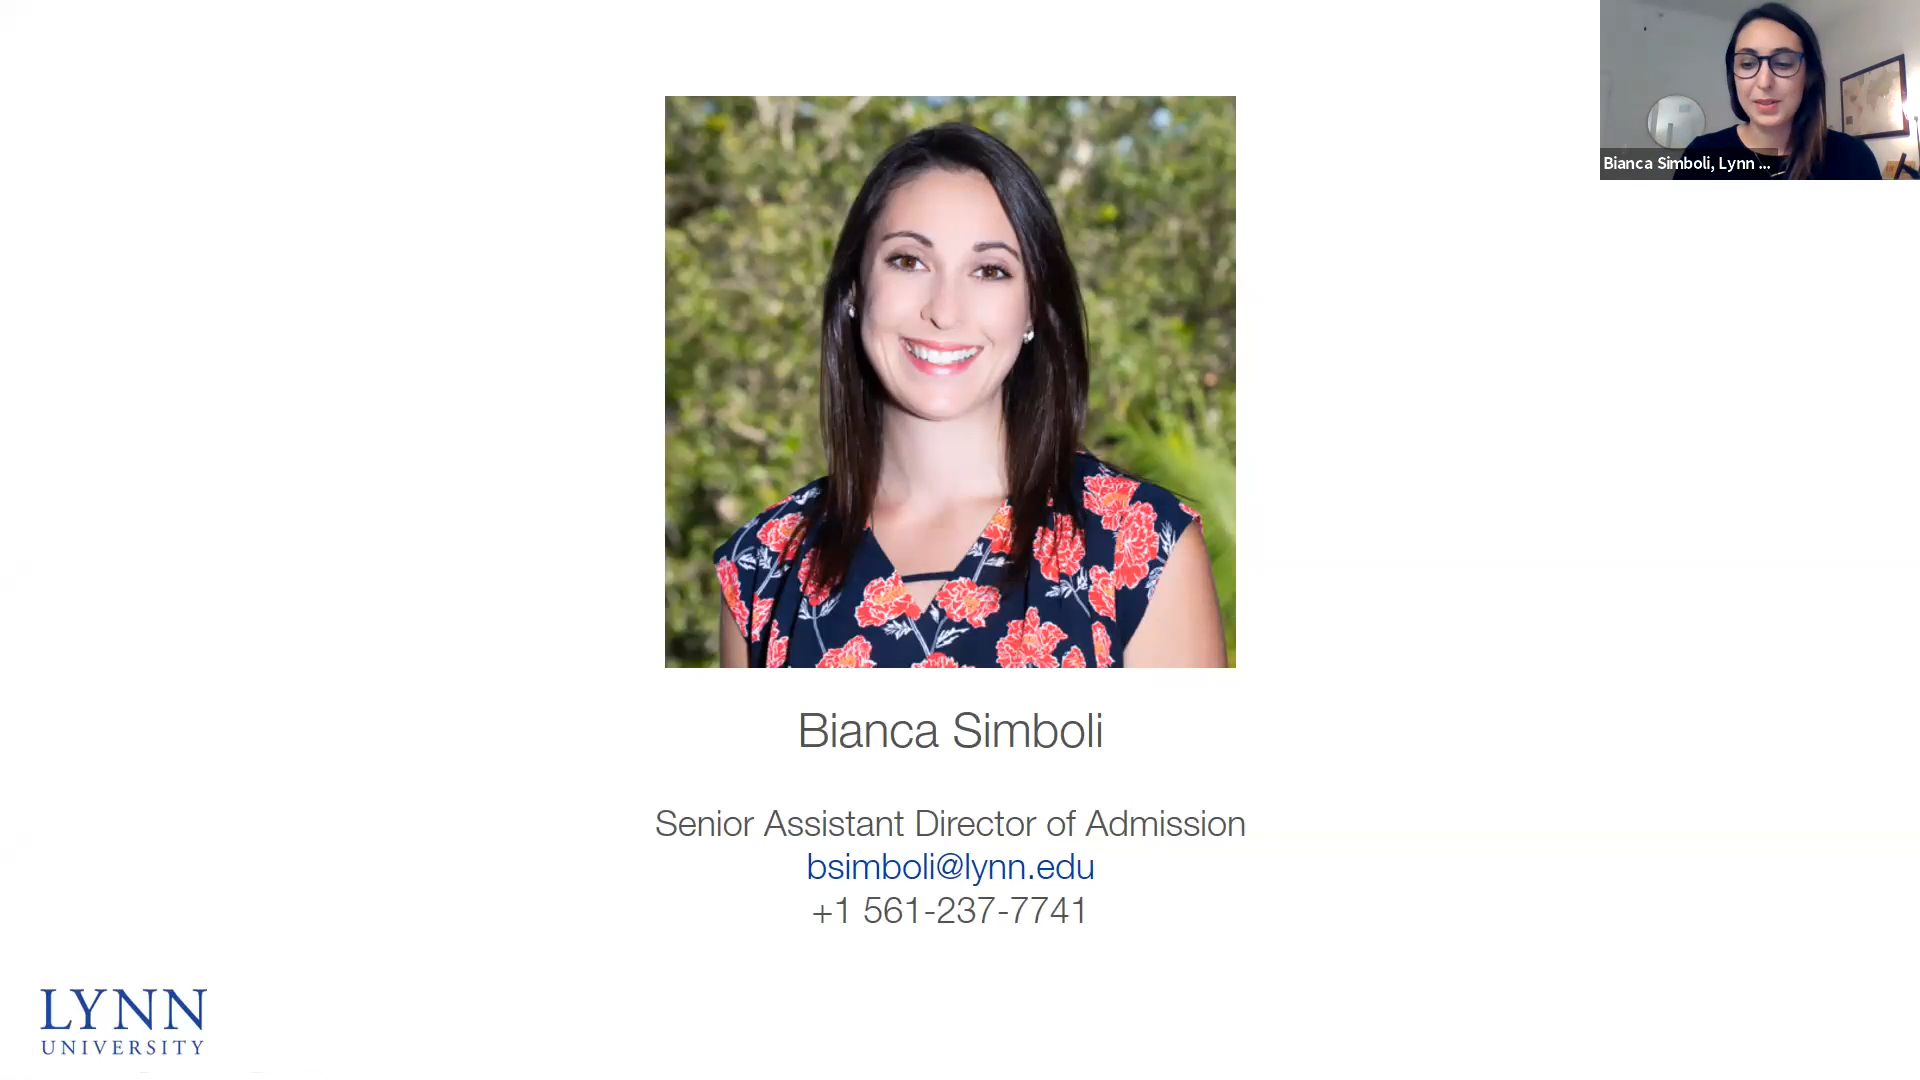 Bianca Simboli, Lynn ...
Bianca Simboli
Senior Assistant Director of Admission
bsimboli@lynn.edu
+1 561-237-7741
LYNN
UNIVERSITY